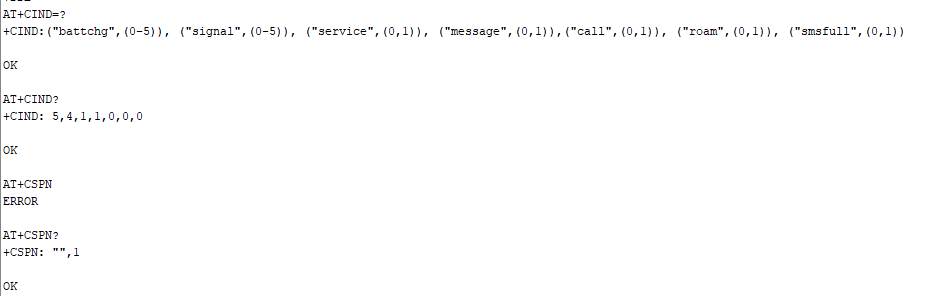 AT+CIND=?
+CIND:("battchg",(0-5)), ("signal",(0-5)), ("service",(0,1)), ("message",(0,1)),("call",(0,1)), ("roam",(0,1)), ("smsfull",(0,1))
OK
AT+CIND?
+CIND: 5,4,1,1,0,0,0
OK
AT+CSPN
ERROR
AT+CSPN?
+CSPN: "",1
OK